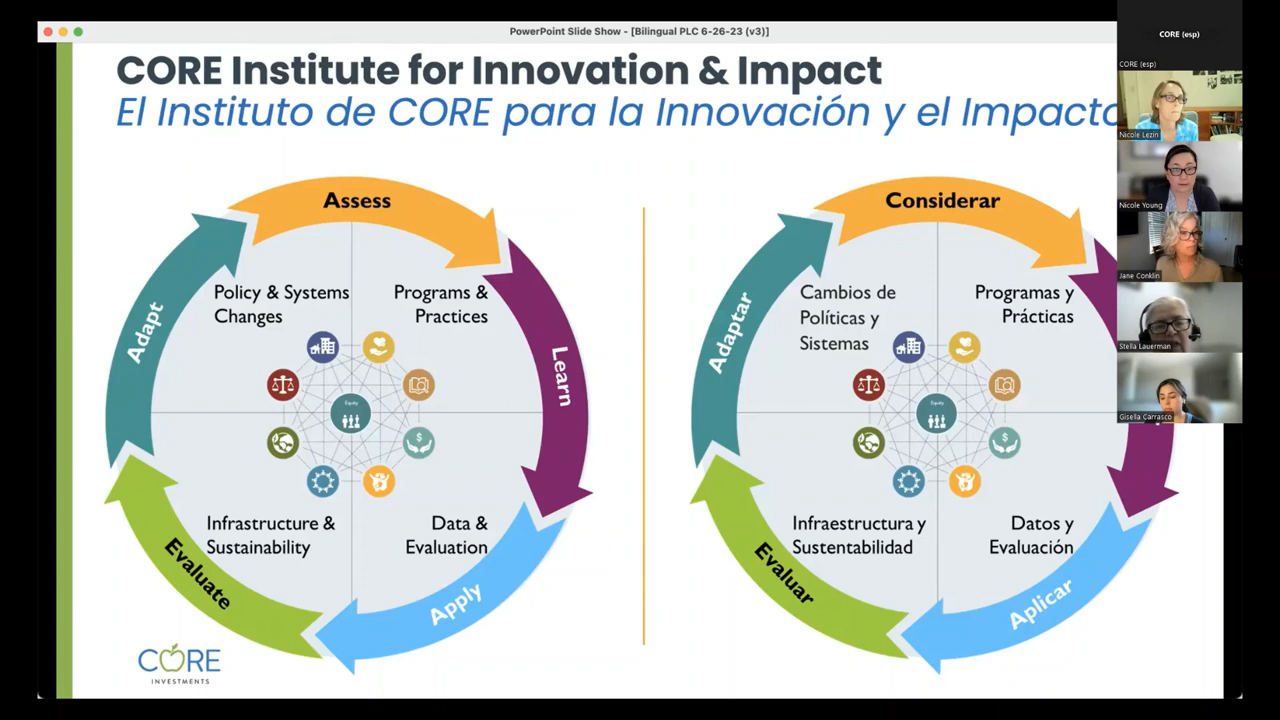 PowerPoint Slide Show - [Bilingual PLC 6-26-23 (v3)]
CORE Institute for Innovation & Impact
El Instituto de CORE para la Innovación y el Impacto
Assess
Learn
Apply
Evaluate
Adapt
Policy & Systems
Changes
Programs &
Practices
Equity
Infrastructure &
Sustainability
Data &
Evaluation
Considerar
Aplicar
Evaluar
Adaptar
Cambios de
Políticas y
Sistemas
Programas y
Prácticas
Equity
Infraestructura y
Sustentabilidad
Datos y
Evaluación
CORE
INVESTMENTS
CORE (esp)
CORE (esp)
Nicole Lezin
Nicole Young
Jane Conklin
Stella Lauerman
Gisella Carrasco